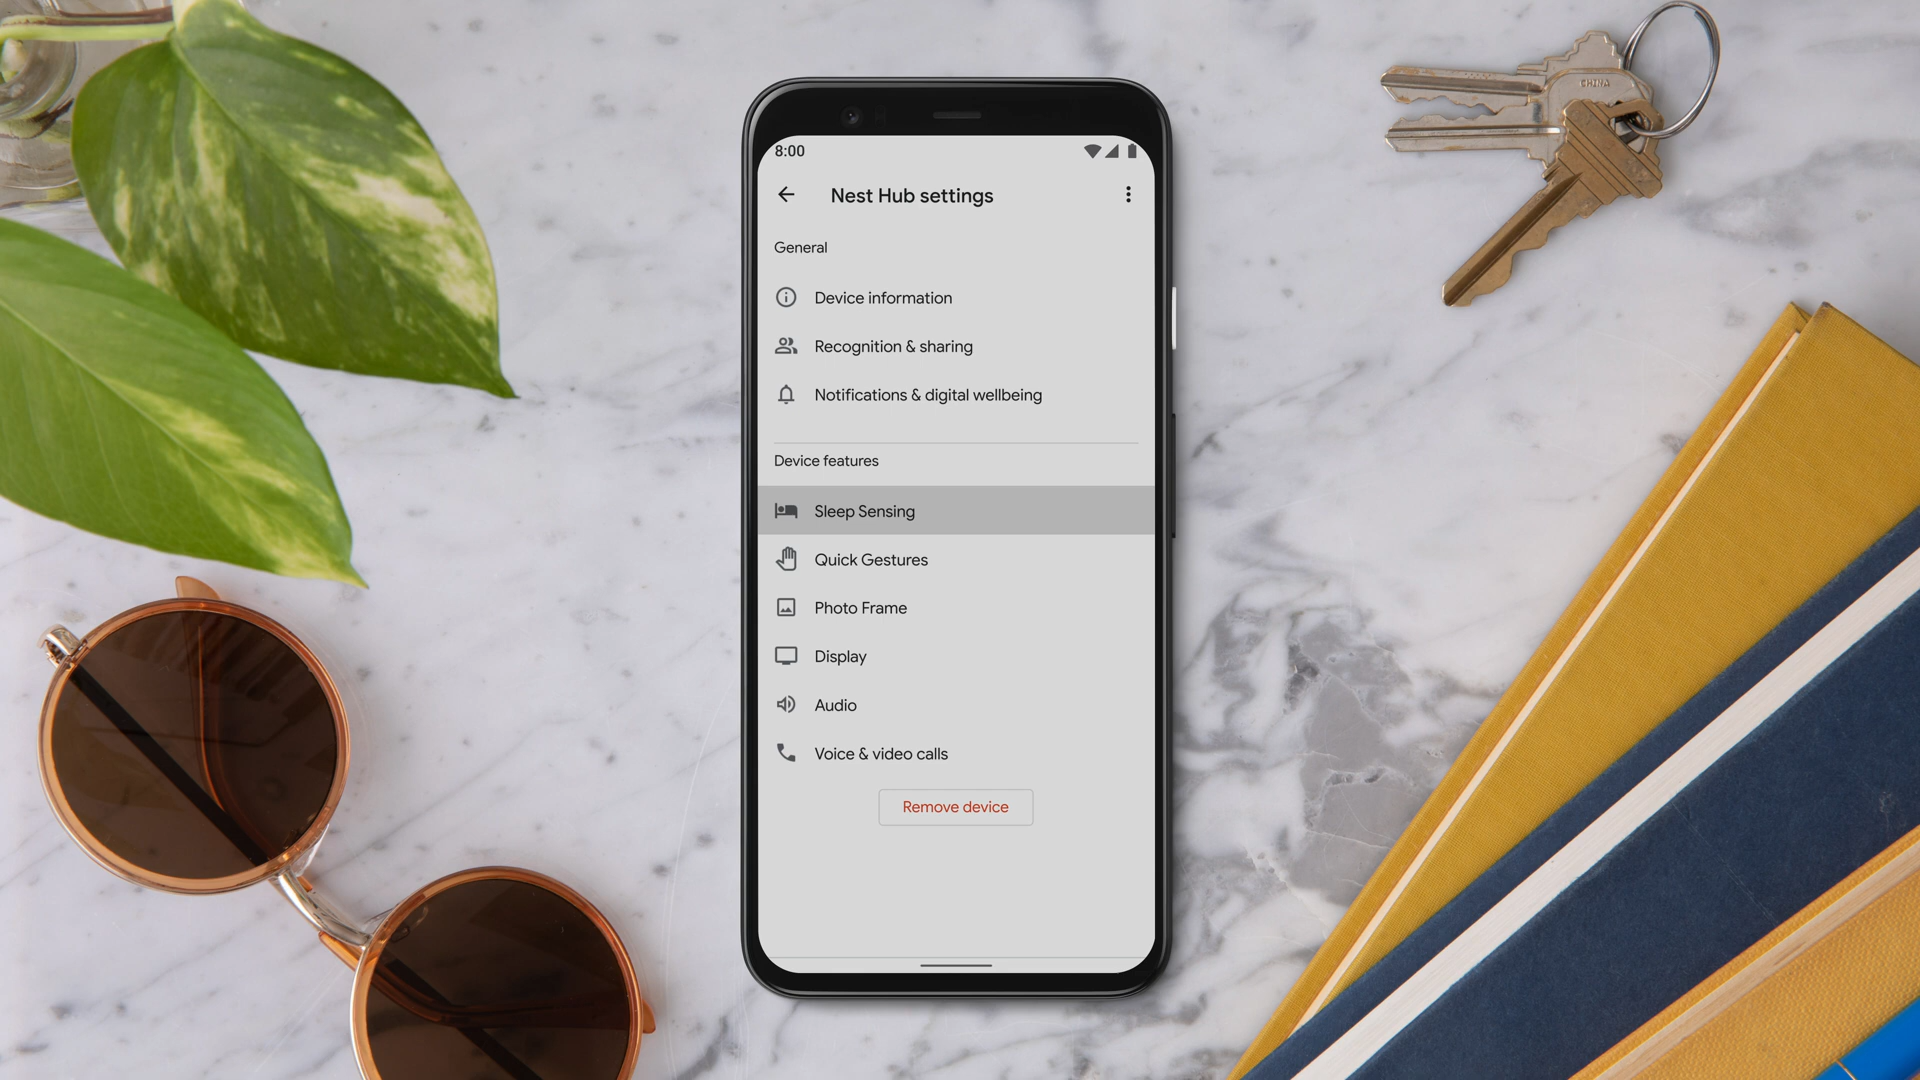 8:00
Nest Hub settings
General
Device information
Recognition & sharing
Notifications & digital wellbeing
Device features
Sleep Sensing
Quick Gestures
Photo Frame
Display
Audio
Voice & video calls
Remove device
CHINA